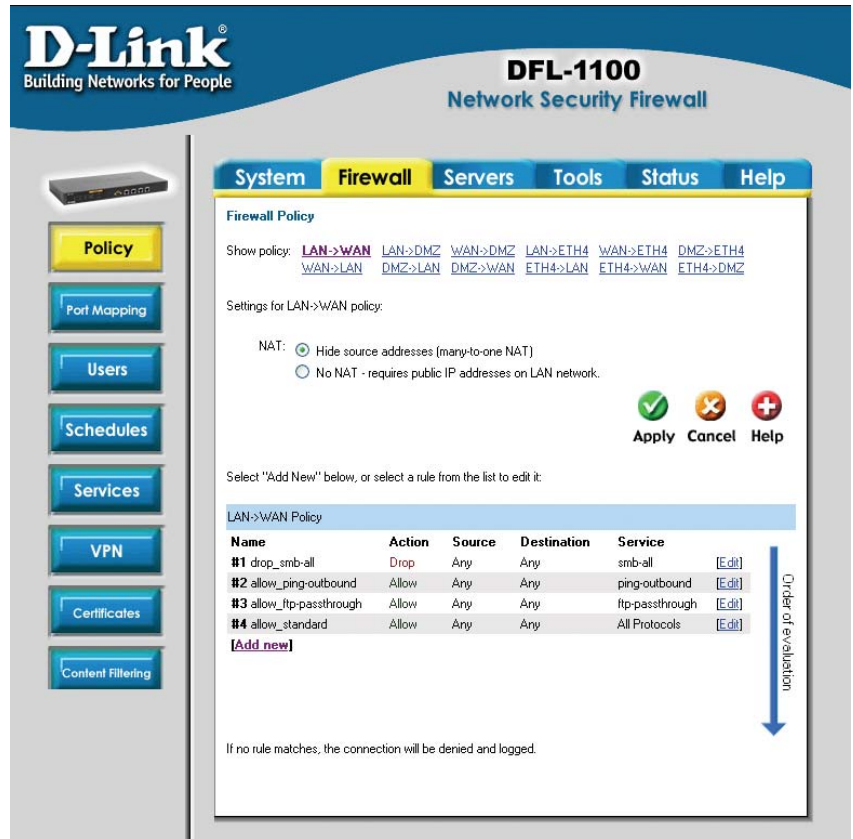 D-Link®
Building Networks for People
DFL-1100
Network Security Firewall
System Firewall Servers Tools Status Help
Policy
Port Mapping
Users
Schedules
Services
VPN
Certificates
Content Filtering
Firewall Policy
Show policy: LAN->WAN LAN->DMZ WAN->DMZ LAN->ETH4 WAN->ETH4 DMZ->ETH4
WAN->LAN DMZ->LAN DMZ->WAN ETH4->LAN ETH4->WAN ETH4->DMZ
Settings for LAN->WAN policy:
NAT: Hide source addresses (many-to-one NAT)
No NAT - requires public IP addresses on LAN network.
Apply Cancel Help
Select "Add New" below, or select a rule from the list to edit it:
LAN->WAN Policy
Name Action Source Destination Service
#1 drop_smb-all Drop Any Any smb-all [Edit]
#2 allow_ping-outbound Allow Any Any ping-outbound [Edit]
#3 allow_ftp-passthrough Allow Any Any ftp-passthrough [Edit]
#4 allow_standard Allow Any Any All Protocols [Edit]
[Add new]
Order of evaluation
If no rule matches, the connection will be denied and logged.